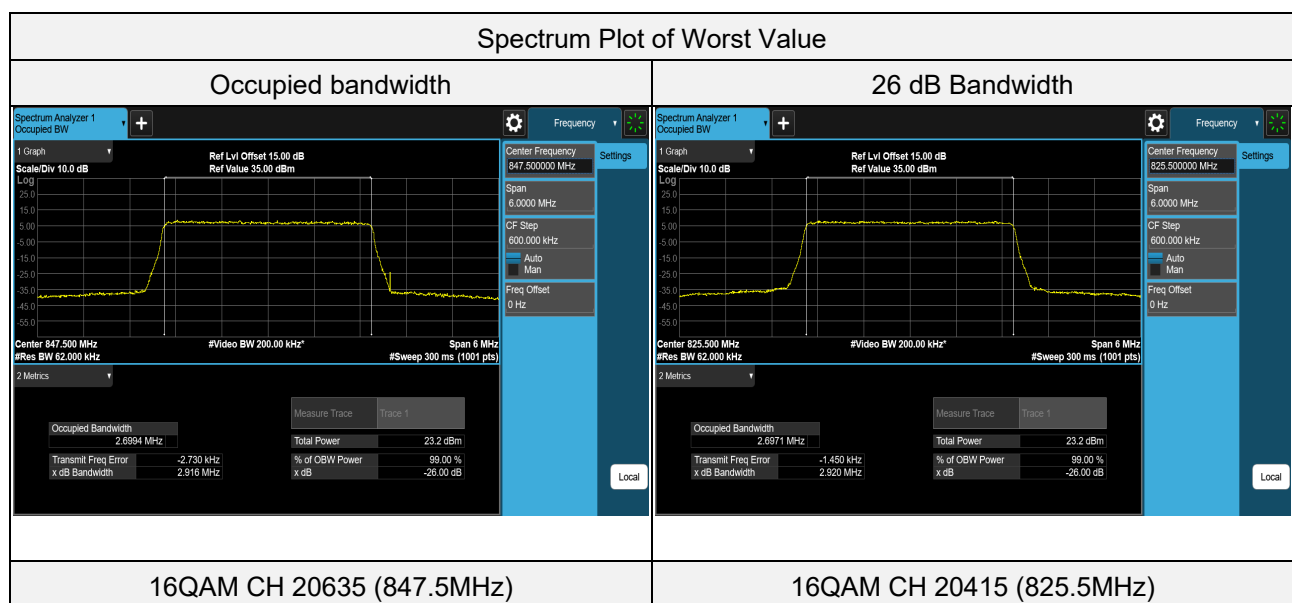 Spectrum Plot of Worst Value
Occupied bandwidth
26 dB Bandwidth
Spectrum Analyzer 1
Occupied BW
+
Frequency
1 Graph
Ref Lvl Offset 15.00 dB
Scale/Div 10.0 dB
Ref Value 35.00 dBm
Log
25.0
15.0
5.00
-5.00
-15.0
-25.0
-35.0
-45.0
-55.0
Center 847.500 MHz
#Video BW 200.00 kHz*
Span 6 MHz
#Res BW 62.000 kHz
#Sweep 300 ms (1001 pts)
Center Frequency
847.500000 MHz
Settings
Span
6.0000 MHz
CF Step
600.000 kHz
Auto
Man
Freq Offset
0 Hz
2 Metrics
Measure Trace Trace 1
Occupied Bandwidth
2.6994 MHz
Total Power 23.2 dBm
Transmit Freq Error -2.730 kHz
% of OBW Power 99.00 %
x dB Bandwidth 2.916 MHz
x dB -26.00 dB
Local
Spectrum Analyzer 1
Occupied BW
+
Frequency
1 Graph
Ref Lvl Offset 15.00 dB
Scale/Div 10.0 dB
Ref Value 35.00 dBm
Log
25.0
15.0
5.00
-5.00
-15.0
-25.0
-35.0
-45.0
-55.0
Center 825.500 MHz
#Video BW 200.00 kHz*
Span 6 MHz
#Res BW 62.000 kHz
#Sweep 300 ms (1001 pts)
Center Frequency
825.500000 MHz
Settings
Span
6.0000 MHz
CF Step
600.000 kHz
Auto
Man
Freq Offset
0 Hz
2 Metrics
Measure Trace Trace 1
Occupied Bandwidth
2.6971 MHz
Total Power 23.2 dBm
Transmit Freq Error -1.450 kHz
% of OBW Power 99.00 %
x dB Bandwidth 2.920 MHz
x dB -26.00 dB
Local
16QAM CH 20635 (847.5MHz)
16QAM CH 20415 (825.5MHz)